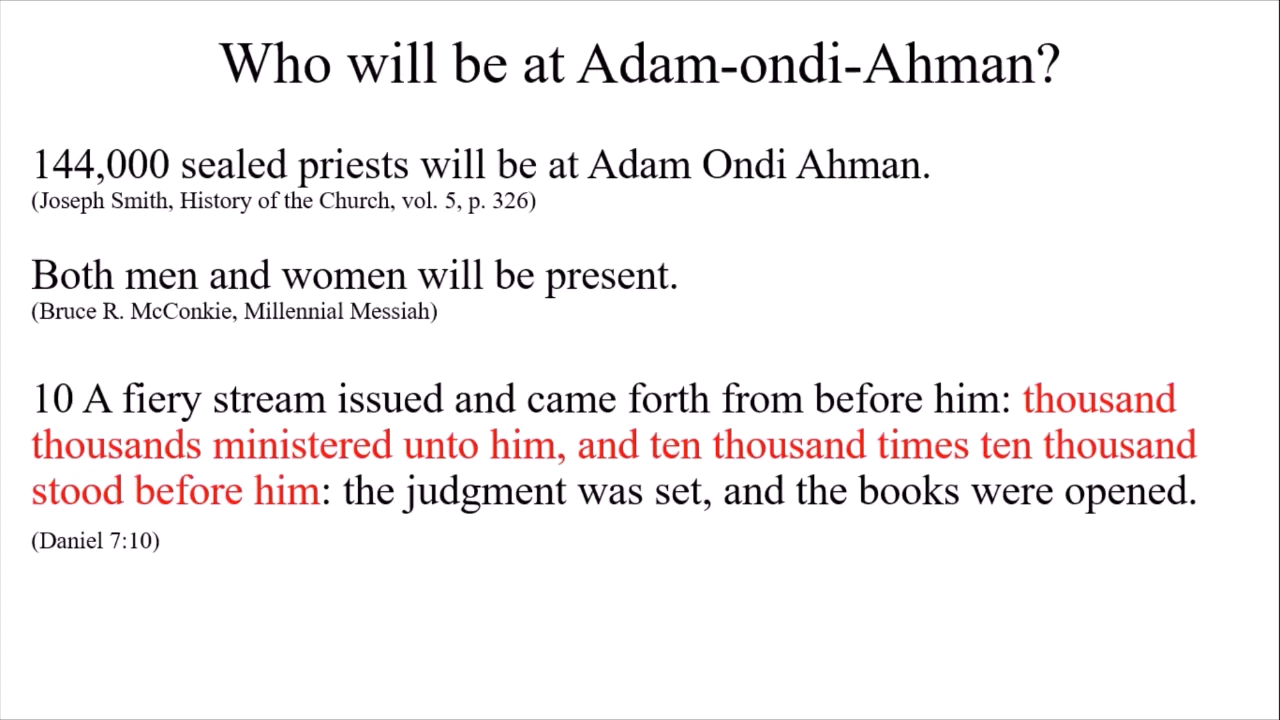 Who will be at Adam-ondi-Ahman?
144,000 sealed priests will be at Adam Ondi Ahman.
(Joseph Smith, History of the Church, vol. 5, p. 326)
Both men and women will be present.
(Bruce R. McConkie, Millennial Messiah)
10 A fiery stream issued and came forth from before him: thousand
thousands ministered unto him, and ten thousand times ten thousand
stood before him: the judgment was set, and the books were opened.
(Daniel 7:10)